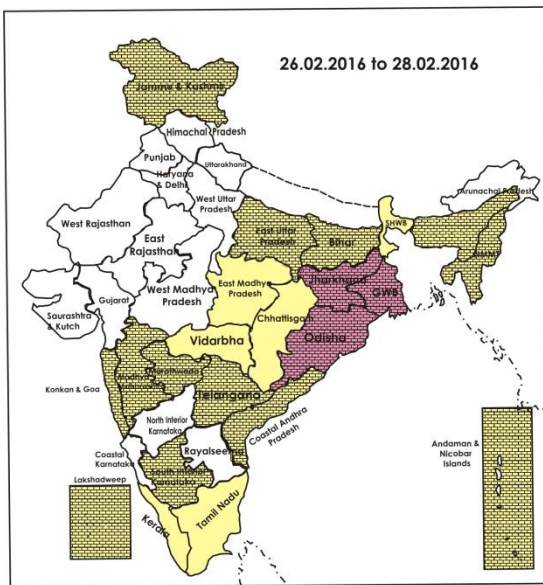 26.02.2016 to 28.02.2016
Jammu & Kashmir
Himachal Pradesh
Punjab
Uttarakhand
Haryana
& Delhi
West Uttar
Pradesh
Arunachal Pradesh
West Rajasthan
East
Rajasthan
East Uttar
Pradesh
Bihar
SHWB
NMMT
Saurashtra
& Kutch
Gujarat
West Madhya
Pradesh
East Madhya
Pradesh
Jharkhand
GWB
Chhattisgarh
Odisha
Vidarbha
Konkan & Goa
Madhya
Marathwada
Telangana
Coastal Andhra
Pradesh
North Interior
Karnataka
Coastal
Karnataka
Rayalseema
South Interior
Karnataka
Andaman &
Nicobar
Islands
Lakshadweep
Kerala
Tamil Nadu